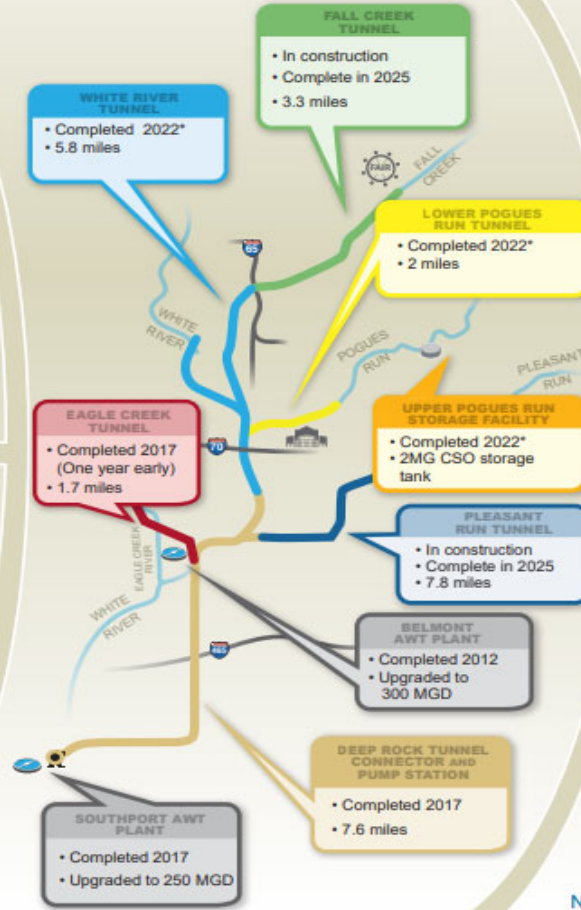 FALL CREEK
TUNNEL
• In construction
• Complete in 2025
• 3.3 miles
WHITE RIVER
TUNNEL
• Completed 2022*
• 5.8 miles
FAIR
FALL
CREEK
LOWER POGUES
RUN TUNNEL
• Completed 2022*
• 2 miles
65
WHITE
RIVER
POGUES
RUN
PLEASANT
RUN
EAGLE CREEK
TUNNEL
• Completed 2017
(One year early)
• 1.7 miles
70
UPPER POGUES RUN
STORAGE FACILITY
• Completed 2022*
• 2MG CSO storage
tank
PLEASANT
RUN TUNNEL
• In construction
• Complete in 2025
• 7.8 miles
EAGLE CREEK
RIVER
WHITE
RIVER
BELMONT
AWT PLANT
• Completed 2012
• Upgraded to
300 MGD
465
DEEP ROCK TUNNEL
CONNECTOR AND
PUMP STATION
• Completed 2017
• 7.6 miles
SOUTHPORT AWT
PLANT
• Completed 2017
• Upgraded to 250 MGD
N